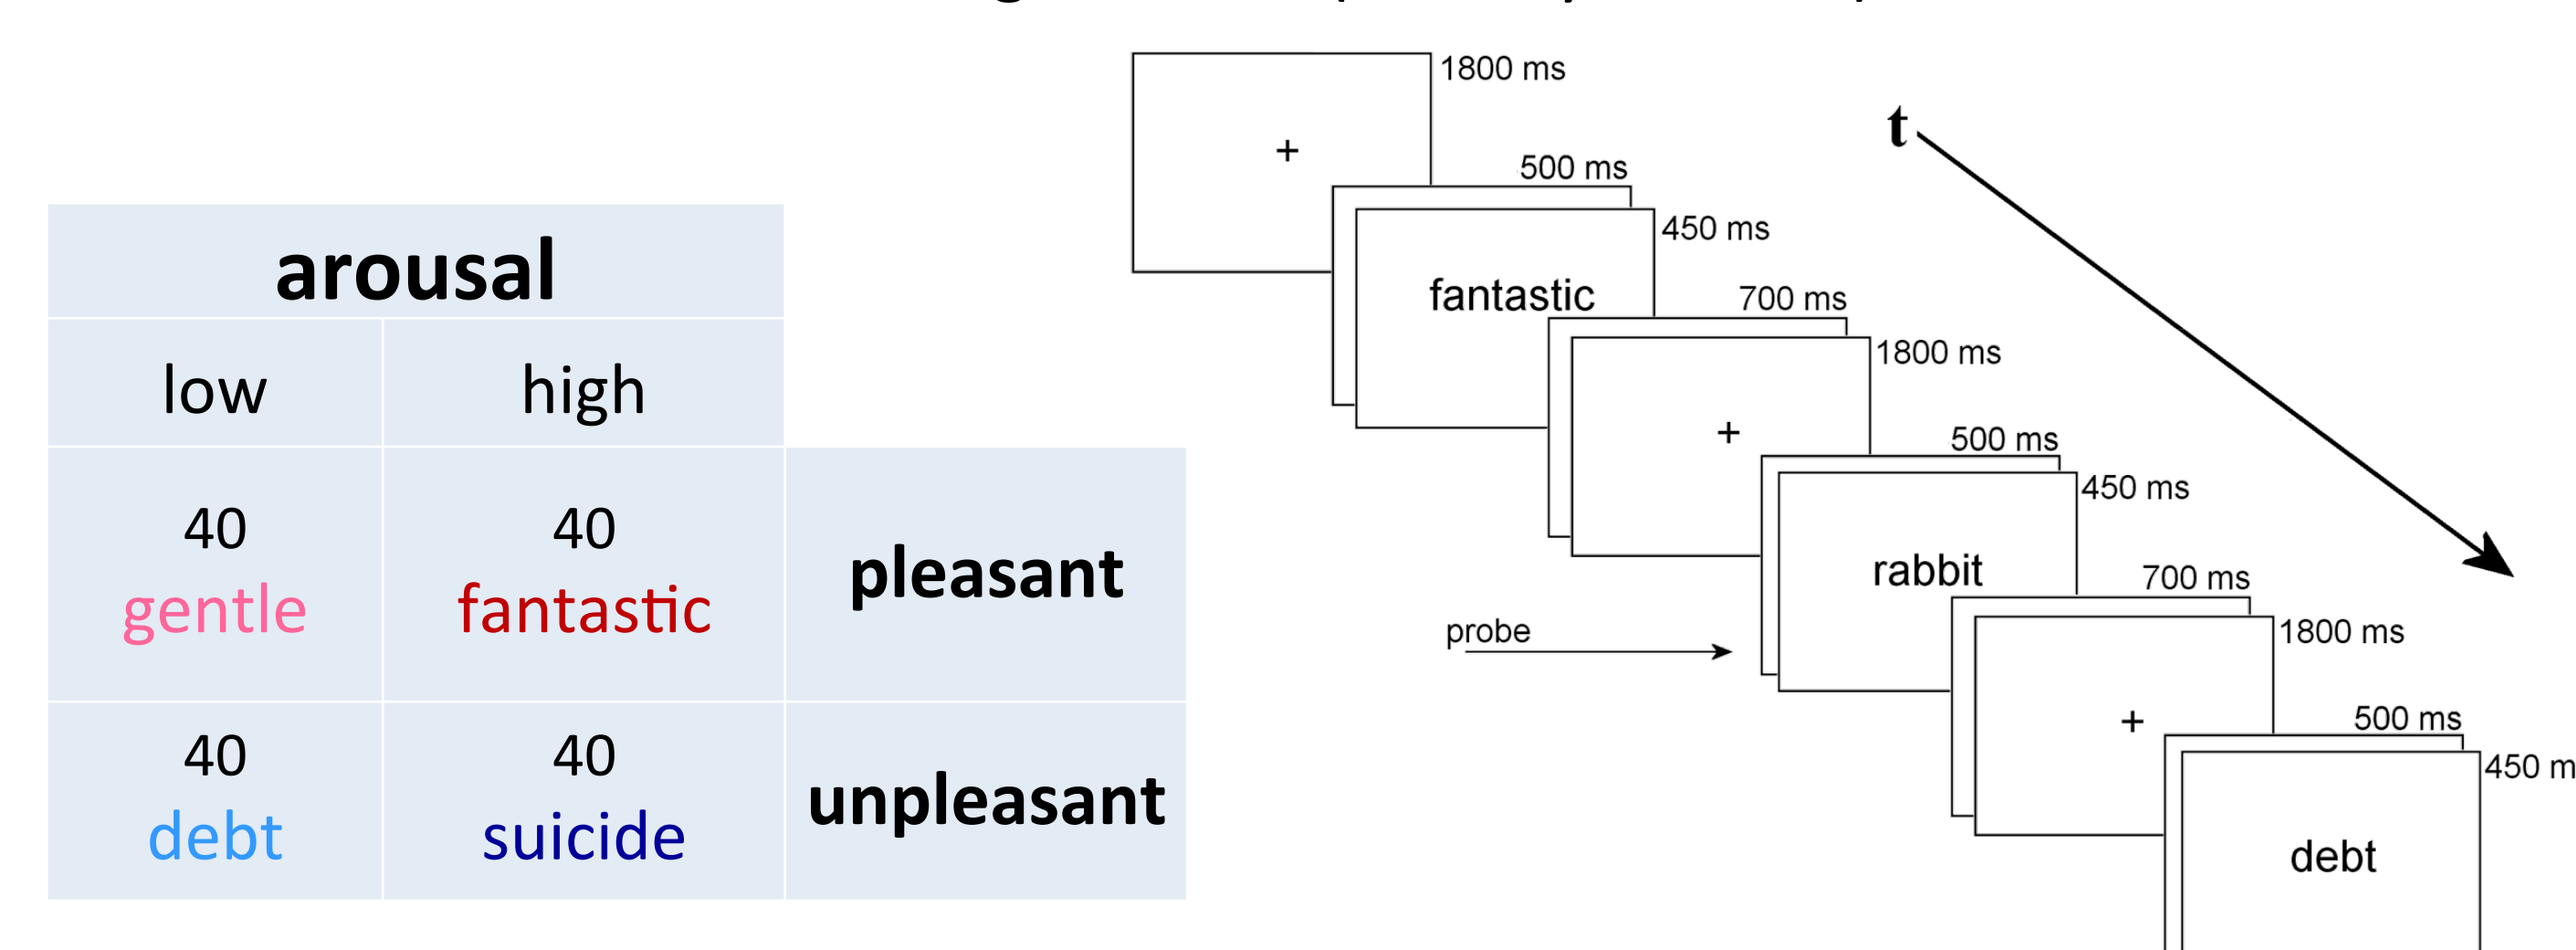 arousal
low high
40 40
gentle fantastic
pleasant
40 40
debt suicide
unpleasant
1800 ms
+
500 ms
450 ms
fantastic
700 ms
1800 ms
+
500 ms
450 ms
rabbit
probe
700 ms
1800 ms
+
500 ms
450 m
debt
t